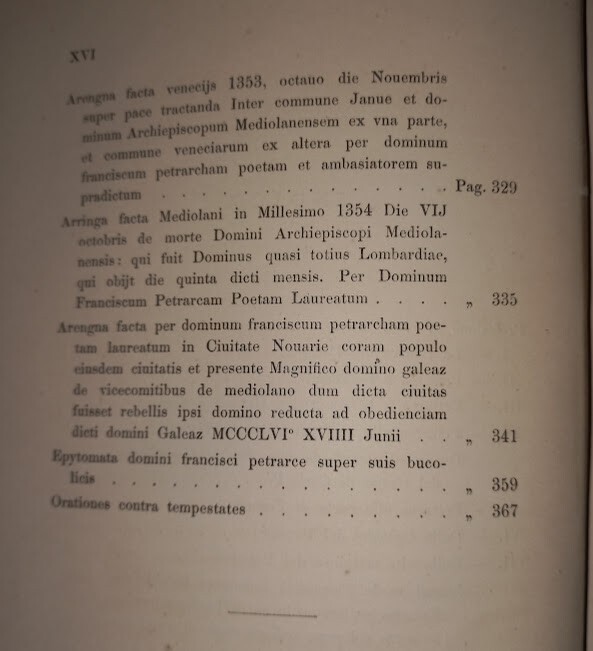 XVI
Arengna facta venecijs 1353, octauo die Nouembris
super pace tractanda Inter commune Janue et do-
minum Archiepiscopum Mediolanensem ex vna parte,
et commune veneciarum ex altera per dominum
franciscum petrarcham poetam et ambasiatorem su-
pradictum . . . . . . . . . . . . . Pag. 329
Arringa facta Mediolani in Millesimo 1354 Die VIJ
octobris de morte Domini Archiepiscopi Mediola-
nensis: qui fuit Dominus quasi totius Lombardiae,
qui obijt die quinta dicti mensis. Per Dominum
Franciscum Petrarcam Poetam Laureatum . . . . „ 335
Arengna facta per dominum franciscum petrarcham poe-
tam laureatum in Ciuitate Nouarie coram populo
eiusdem ciuitatis et presente Magnifico domino galeaz
de vicecomitibus de mediolano dum dicta ciuitas
fuisset rebellis ipsi domino reducta ad obedienciam
dicti domini Galeaz MCCCLVIº XVIIII Junii . . „ 341
Epytomata domini francisci petrarce super suis buco-
licis . . . . . . . . . . . . . . . „ 359
Orationes contra tempestates . . . . . . . . . „ 367